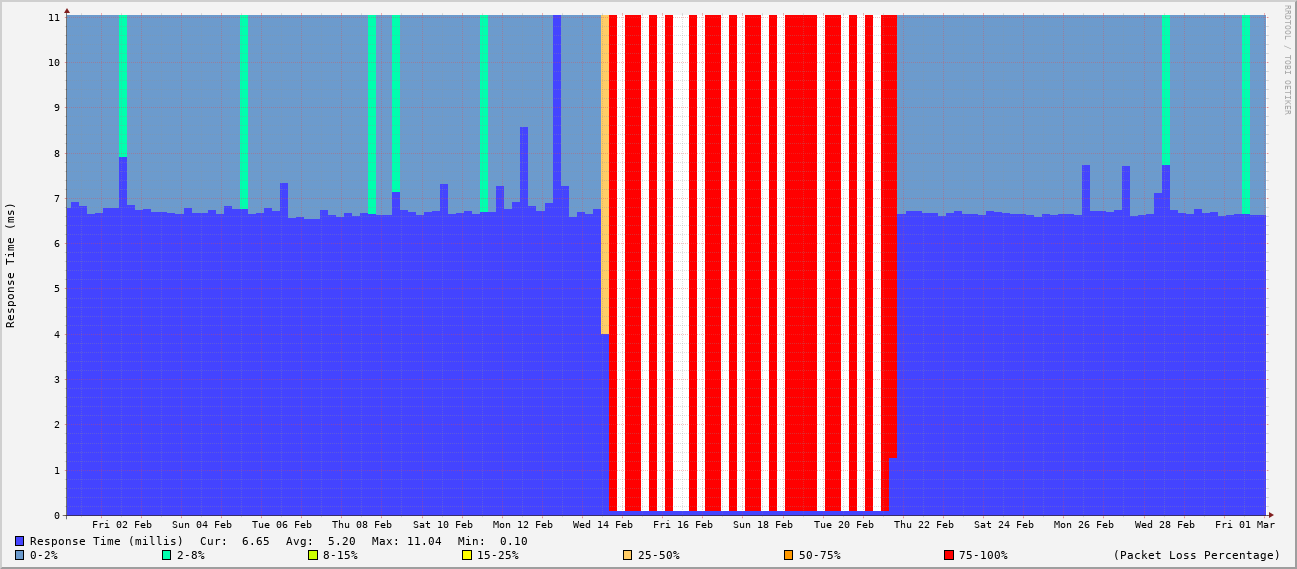 RRDTOOL / TOBI OETIKER
Response Time (ms)
11
10
9
8
7
6
5
4
3
2
1
0
Fri 02 Feb Sun 04 Feb Tue 06 Feb Thu 08 Feb Sat 10 Feb Mon 12 Feb Wed 14 Feb Fri 16 Feb Sun 18 Feb Tue 20 Feb Thu 22 Feb Sat 24 Feb Mon 26 Feb Wed 28 Feb Fri 01 Mar
Response Time (millis) Cur: 6.65 Avg: 5.20 Max: 11.04 Min: 0.10
0-2% 2-8% 8-15% 15-25% 25-50% 50-75% 75-100% (Packet Loss Percentage)